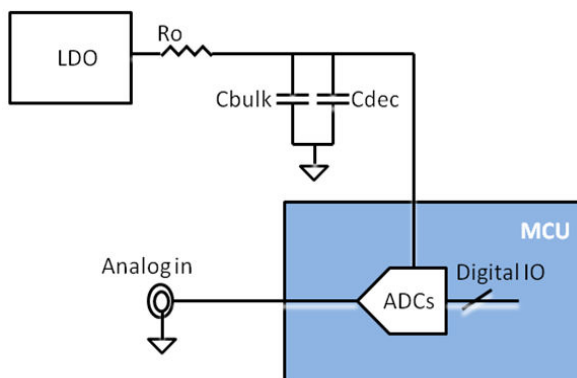 Ro
LDO
Cbulk
Cdec
MCU
Analog in
Digital IO
ADCs